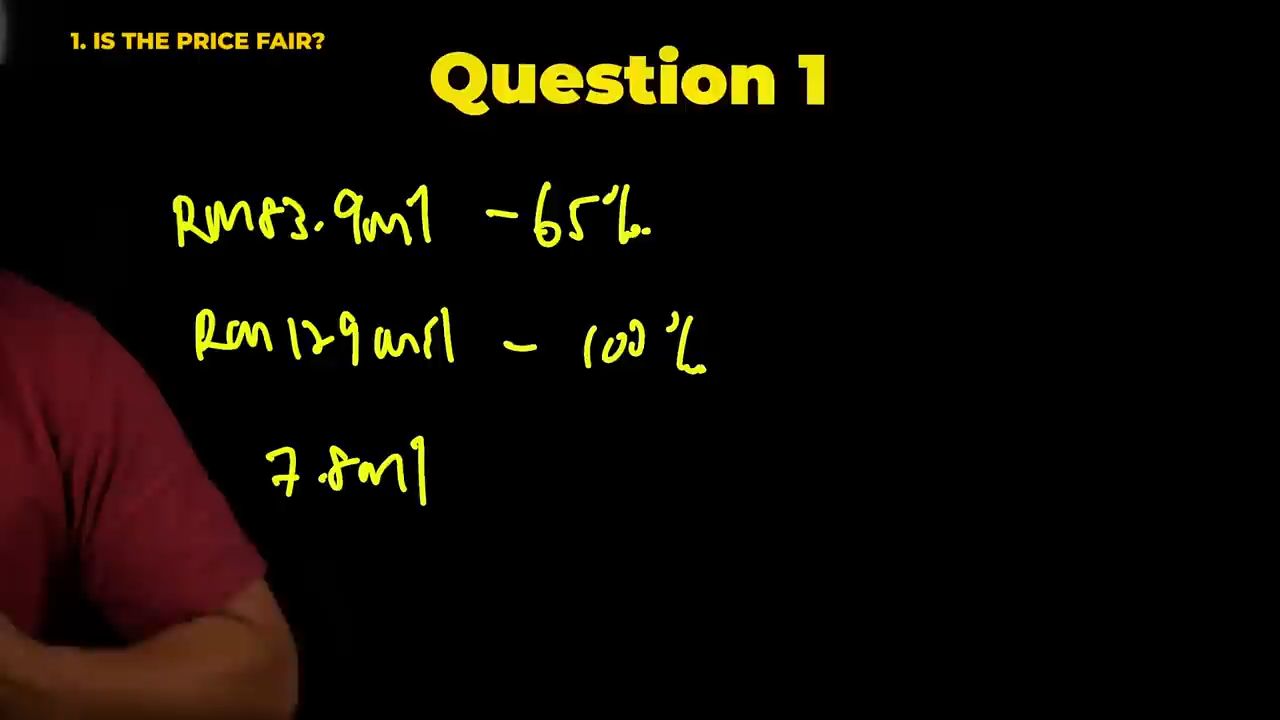 1. IS THE PRICE FAIR?
Question 1
RM83.9mil - 65%
RM129mil - 100%
7.8mil